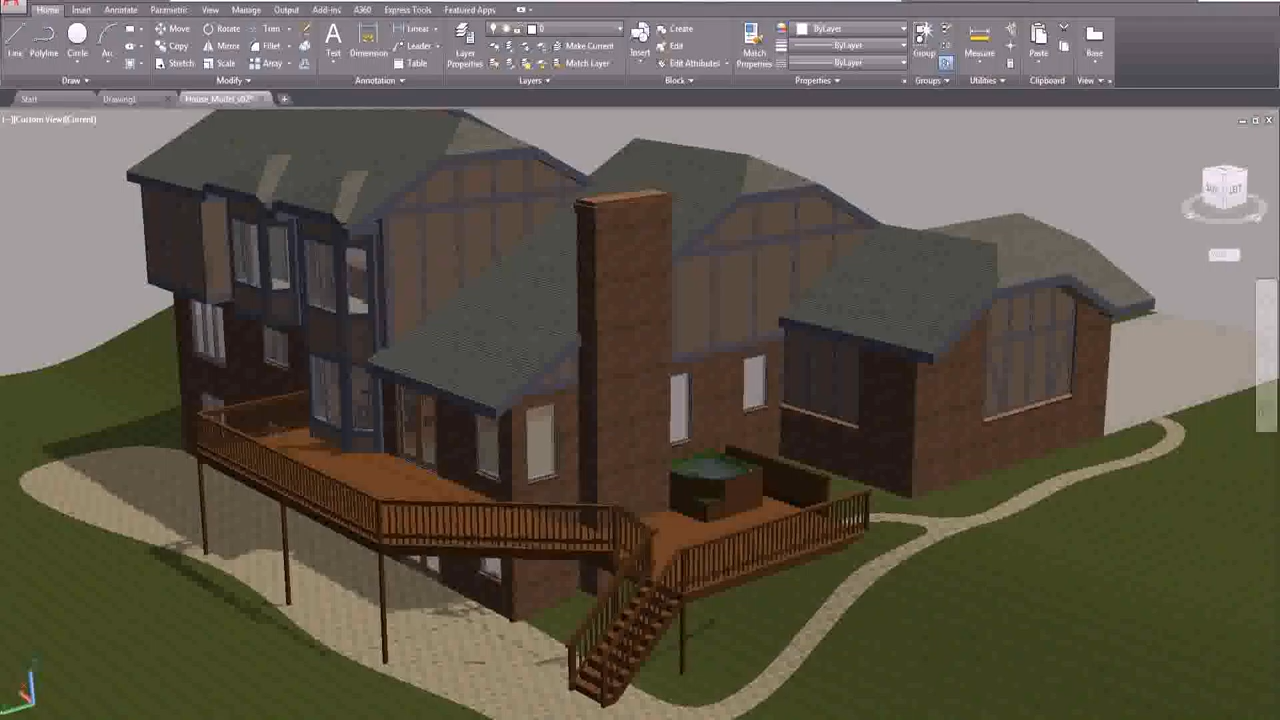 Home Insert Annotate Parametric View Manage Output Add-ins A360 Express Tools Featured Apps
Line Polyline Circle Arc
Move Rotate Trim
Copy Mirror Fillet
Stretch Scale Array
Text Dimension
Linear
Leader
Table
Layer Properties
0
Make Current
Match Layer
Insert
Create
Edit
Edit Attributes
Match Properties
ByLayer
ByLayer
ByLayer
Group Measure Paste Base
Draw Modify Annotation Layers Block Properties Groups Utilities Clipboard View
Start Drawing1 House_Model_v02*
[−][Custom View][Current]